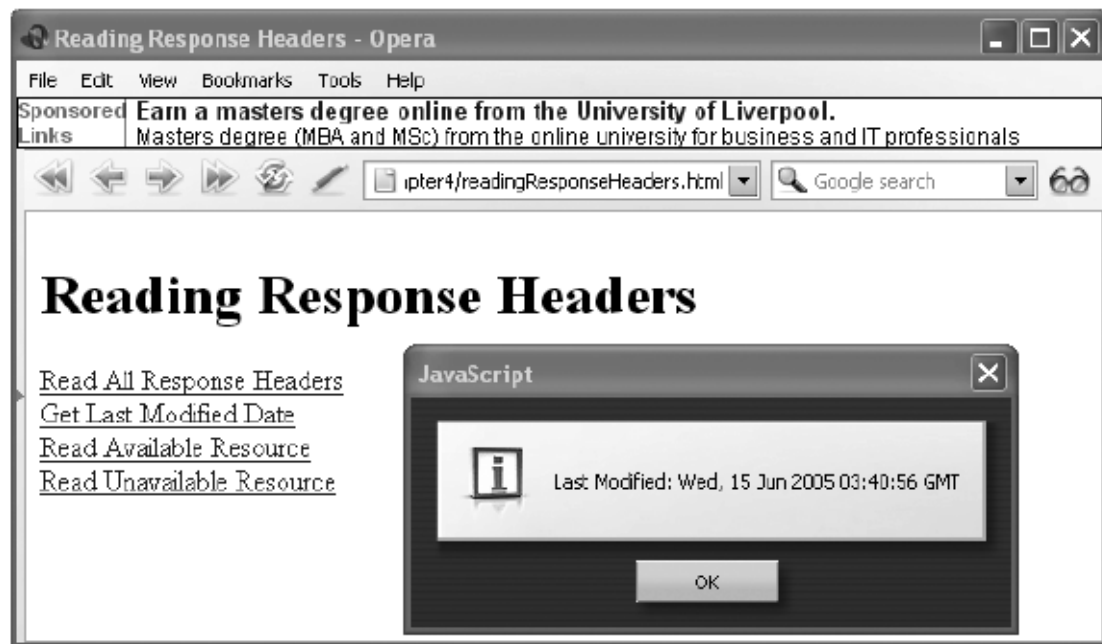 Reading Response Headers - Opera
File Edit View Bookmarks Tools Help
Sponsored Links
Earn a masters degree online from the University of Liverpool.
Masters degree (MBA and MSc) from the online university for business and IT professionals
ipter4/readingResponseHeaders.html Google search
Reading Response Headers
Read All Response Headers
Get Last Modified Date
Read Available Resource
Read Unavailable Resource
JavaScript
Last Modified: Wed, 15 Jun 2005 03:40:56 GMT
OK